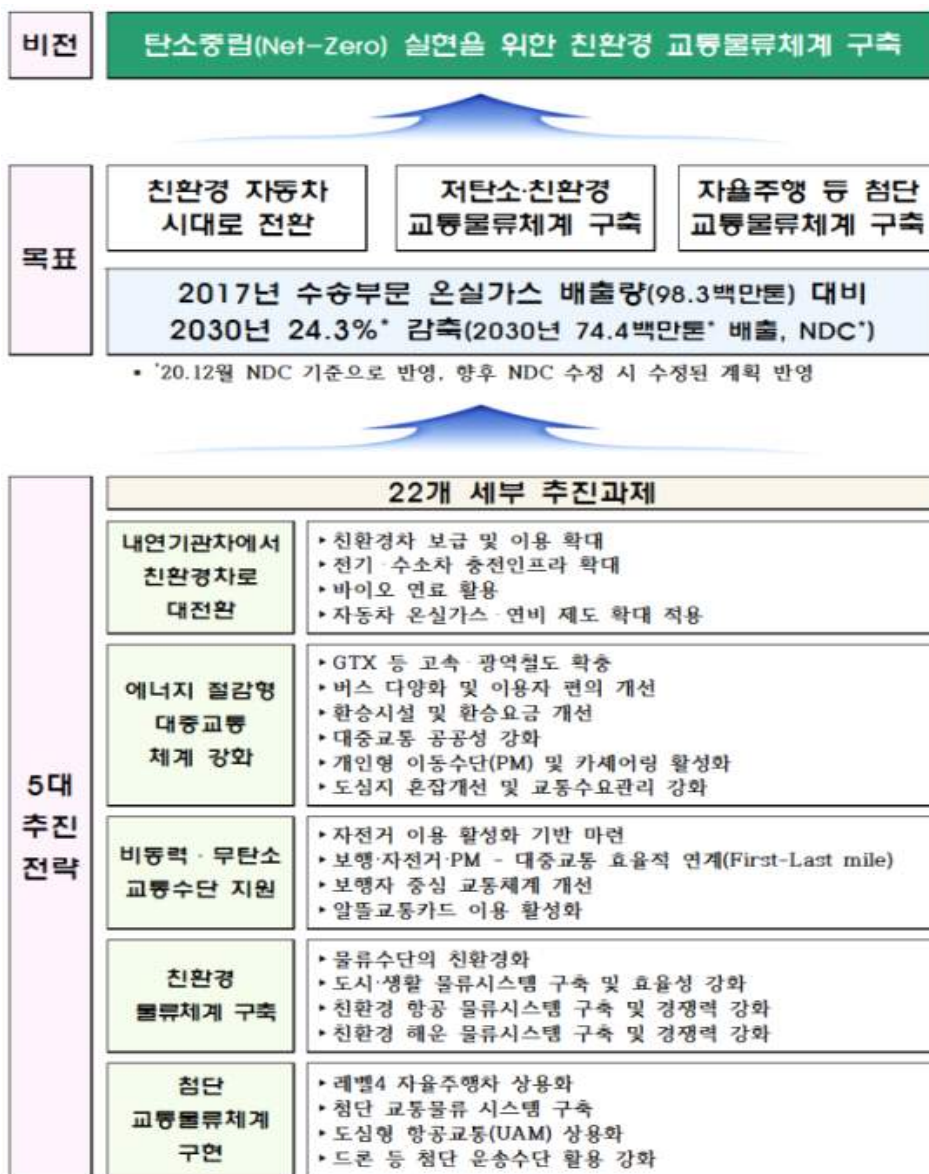 비전
탄소중립(Net-Zero) 실현을 위한 친환경 교통물류체계 구축
목표
친환경 자동차
시대로 전환
저탄소·친환경
교통물류체계 구축
자율주행 등 첨단
교통물류체계 구축
2017년 수송부문 온실가스 배출량(98.3백만톤) 대비
2030년 24.3%* 감축(2030년 74.4백만톤* 배출, NDC*)
* '20.12월 NDC 기준으로 반영, 향후 NDC 수정 시 수정된 계획 반영
5대
추진
전략
22개 세부 추진과제
내연기관차에서
친환경차로
대전환
▸친환경차 보급 및 이용 확대
▸전기·수소차 충전인프라 확대
▸바이오 연료 활용
▸자동차 온실가스·연비 제도 확대 적용
에너지 절감형
대중교통
체계 강화
▸GTX 등 고속·광역철도 확충
▸버스 다양화 및 이용자 편의 개선
▸환승시설 및 환승요금 개선
▸대중교통 공공성 강화
▸개인형 이동수단(PM) 및 카셰어링 활성화
▸도심지 혼잡개선 및 교통수요관리 강화
비동력·무탄소
교통수단 지원
▸자전거 이용 활성화 기반 마련
▸보행·자전거·PM - 대중교통 효율적 연계(First-Last mile)
▸보행자 중심 교통체계 개선
▸알뜰교통카드 이용 활성화
친환경
물류체계 구축
▸물류수단의 친환경화
▸도시·생활 물류시스템 구축 및 효율성 강화
▸친환경 항공 물류시스템 구축 및 경쟁력 강화
▸친환경 해운 물류시스템 구축 및 경쟁력 강화
첨단
교통물류체계
구현
▸레벨4 자율주행차 상용화
▸첨단 교통물류 시스템 구축
▸도심형 항공교통(UAM) 상용화
▸드론 등 첨단 운송수단 활용 강화